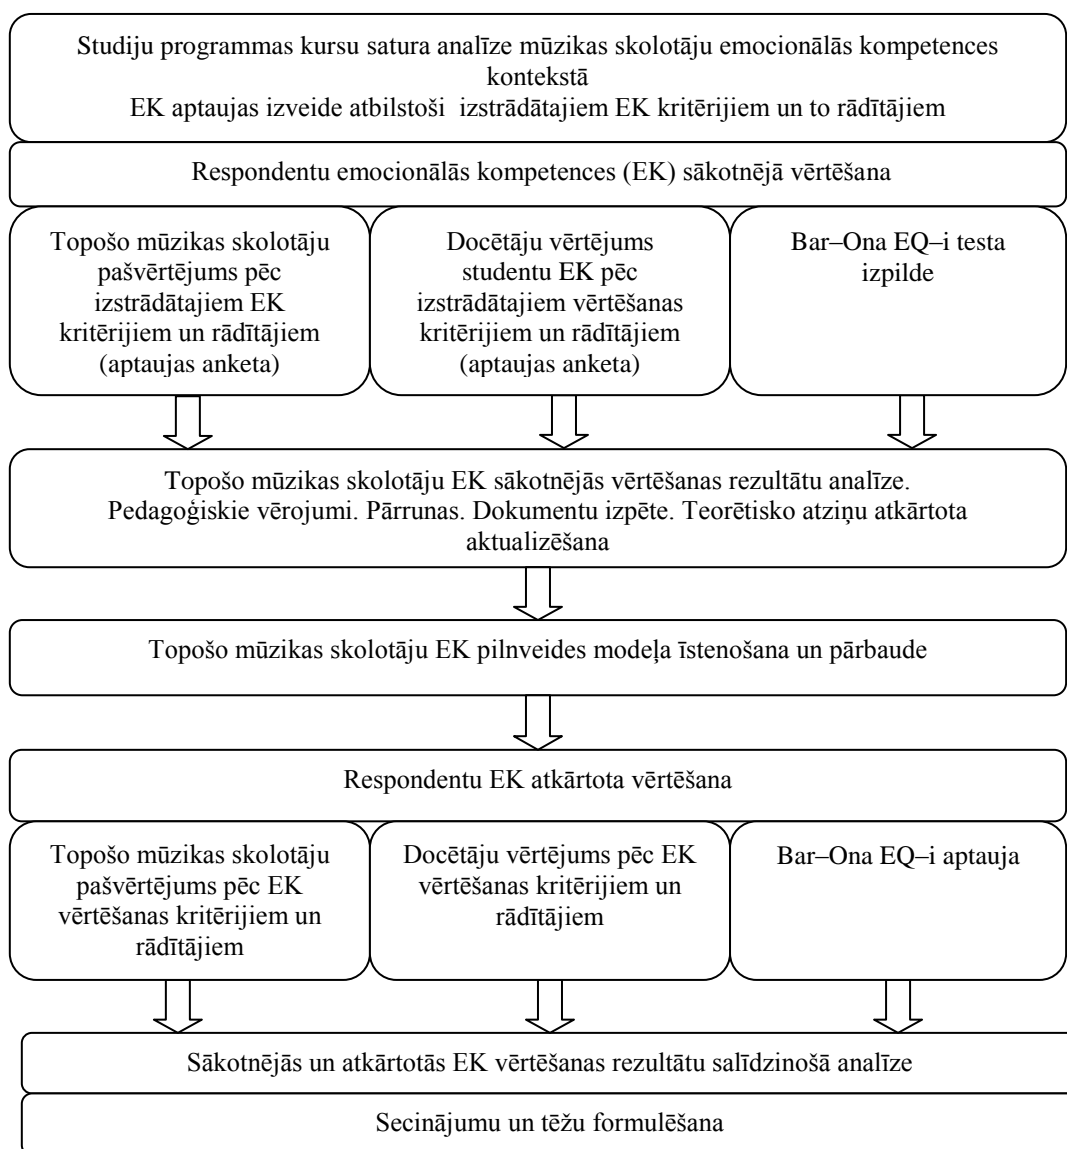 Studiju programmas kursu satura analīze mūzikas skolotāju emocionālās kompetences
kontekstā
EK aptaujas izveide atbilstoši izstrādātajiem EK kritērijiem un to rādītājiem
Respondentu emocionālās kompetences (EK) sākotnējā vērtēšana
Topošo mūzikas skolotāju
pašvērtējums pēc
izstrādātajiem EK
kritērijiem un rādītājiem
(aptaujas anketa)
Docētāju vērtējums
studentu EK pēc
izstrādātajiem vērtēšanas
kritērijiem un rādītājiem
(aptaujas anketa)
Bar–Ona EQ–i testa
izpilde
Topošo mūzikas skolotāju EK sākotnējās vērtēšanas rezultātu analīze.
Pedagoģiskie vērojumi. Pārrunas. Dokumentu izpēte. Teorētisko atziņu atkārtota
aktualizēšana
Topošo mūzikas skolotāju EK pilnveides modeļa īstenošana un pārbaude
Respondentu EK atkārtota vērtēšana
Topošo mūzikas skolotāju
pašvērtējums pēc EK
vērtēšanas kritērijiem un
rādītājiem
Docētāju vērtējums pēc EK
vērtēšanas kritērijiem un
rādītājiem
Bar–Ona EQ–i aptauja
Sākotnējās un atkārtotās EK vērtēšanas rezultātu salīdzinošā analīze
Secinājumu un tēžu formulēšana